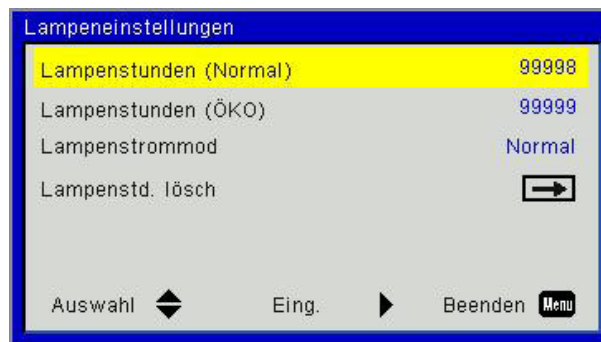 Lampeneinstellungen
Lampenstunden (Normal) 99998
Lampenstunden (ÖKO) 99999
Lampenstrommod Normal
Lampenstd. lösch
Auswahl Eing. Beenden Menu